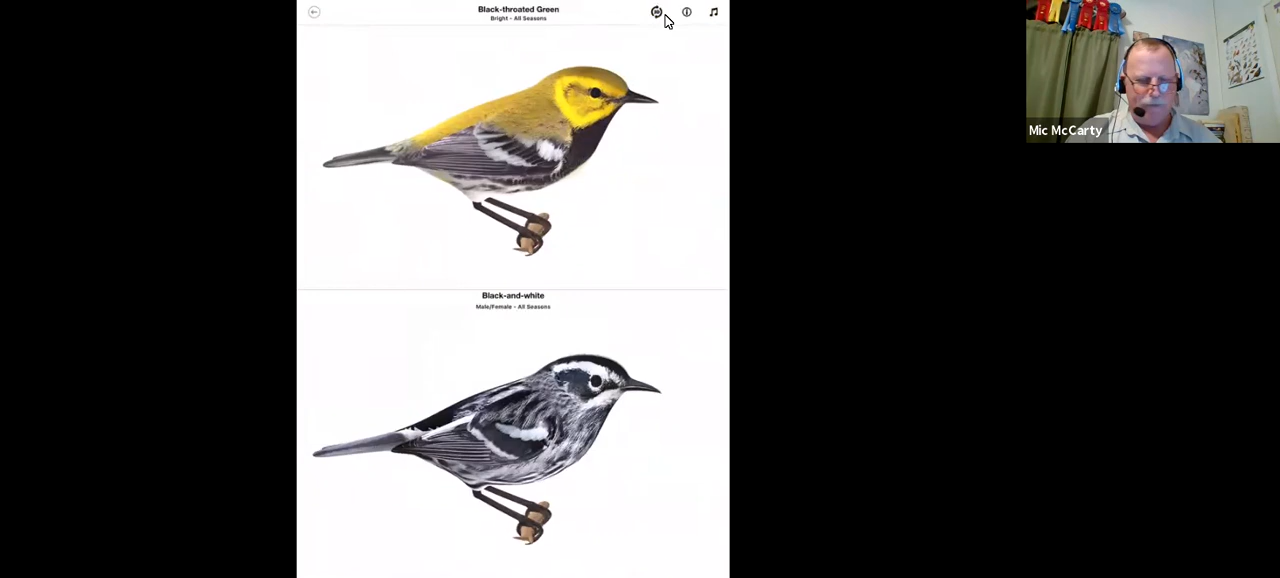 Black-throated Green
Bright - All Seasons
Mic McCarty
Black-and-white
Male/Female - All Seasons